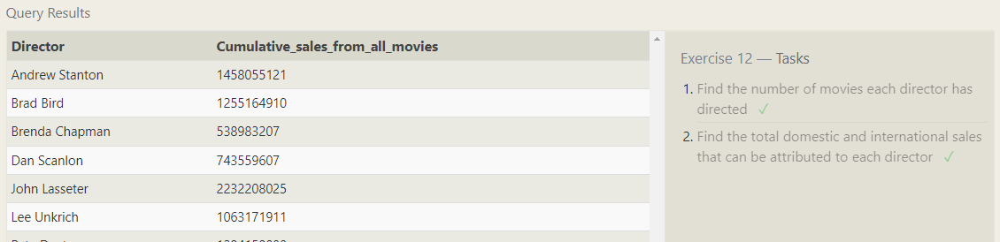 Query Results
Director Cumulative_sales_from_all_movies
Andrew Stanton 1458055121
Brad Bird 1255164910
Brenda Chapman 538983207
Dan Scanlon 743559607
John Lasseter 2232208025
Lee Unkrich 1063171911
Exercise 12 — Tasks
1. Find the number of movies each director has
directed ✓
2. Find the total domestic and international sales
that can be attributed to each director ✓